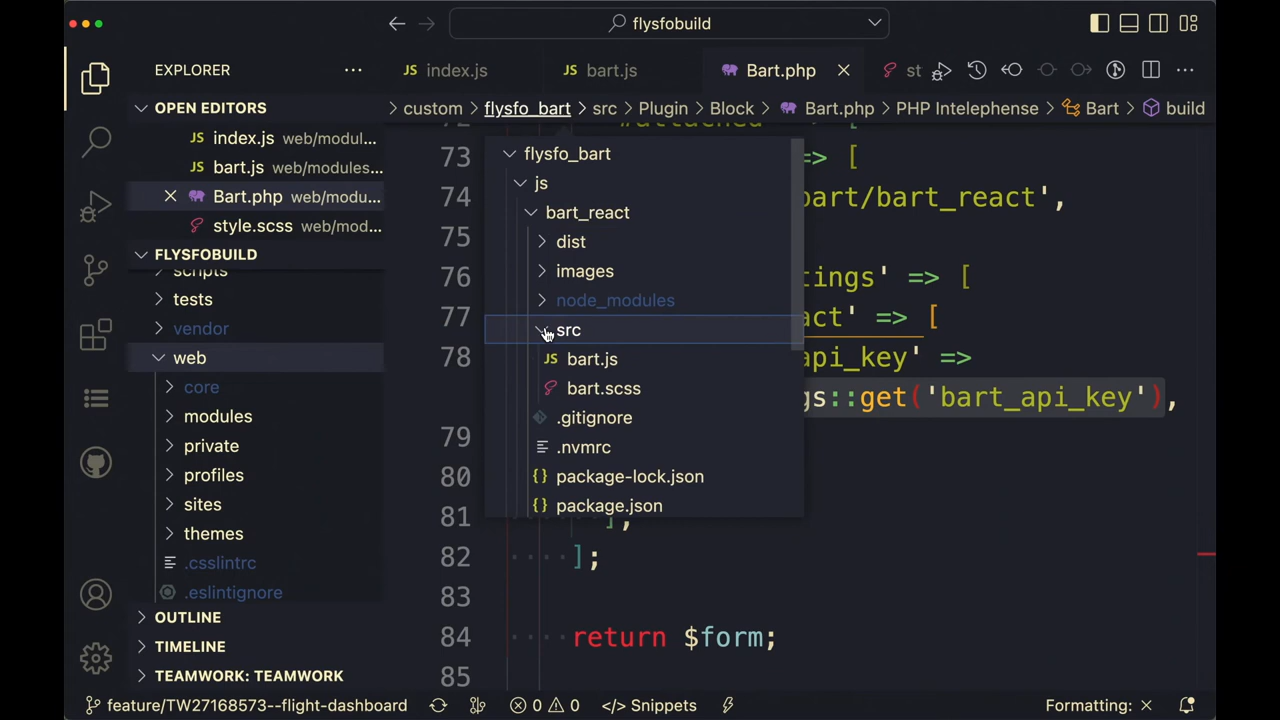 flysfobuild
EXPLORER
JS index.js
JS bart.js
Bart.php
st
OPEN EDITORS
custom
flysfo_bart
src
Plugin
Block
Bart.php
PHP Intelephense
Bart
build
JS index.js web/modul...
JS bart.js web/modules...
Bart.php web/modu...
style.scss web/mod...
FLYSFOBUILD
scripts
tests
vendor
web
core
modules
private
profiles
sites
themes
.csslintrc
.eslintignore
OUTLINE
TIMELINE
TEAMWORK: TEAMWORK
flysfo_bart
js
bart_react
dist
images
node_modules
src
JS bart.js
bart.scss
.gitignore
.nvmrc
{} package-lock.json
{} package.json
73 => [
74 bart/bart_react',
75
76 tings' => [
77 act' => [
78 api_key' =>
gs::get('bart_api_key'),
79
80
81 ],
82 ];
83
84 return $form;
85
feature/TW27168573--flight-dashboard
0
0
</> Snippets
Formatting: ×